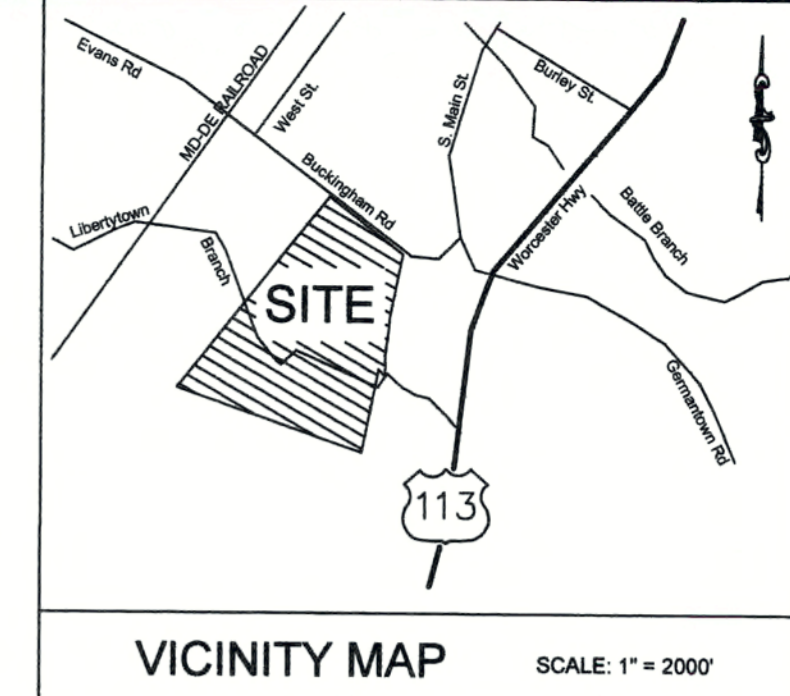 Evans Rd
MD-DE RAILROAD
West St.
S. Main St.
Burley St.
Buckingham Rd
Worcester Hwy
Battle Branch
Libertytown
Branch
SITE
Germantown Rd
113
VICINITY MAP
SCALE: 1" = 2000'